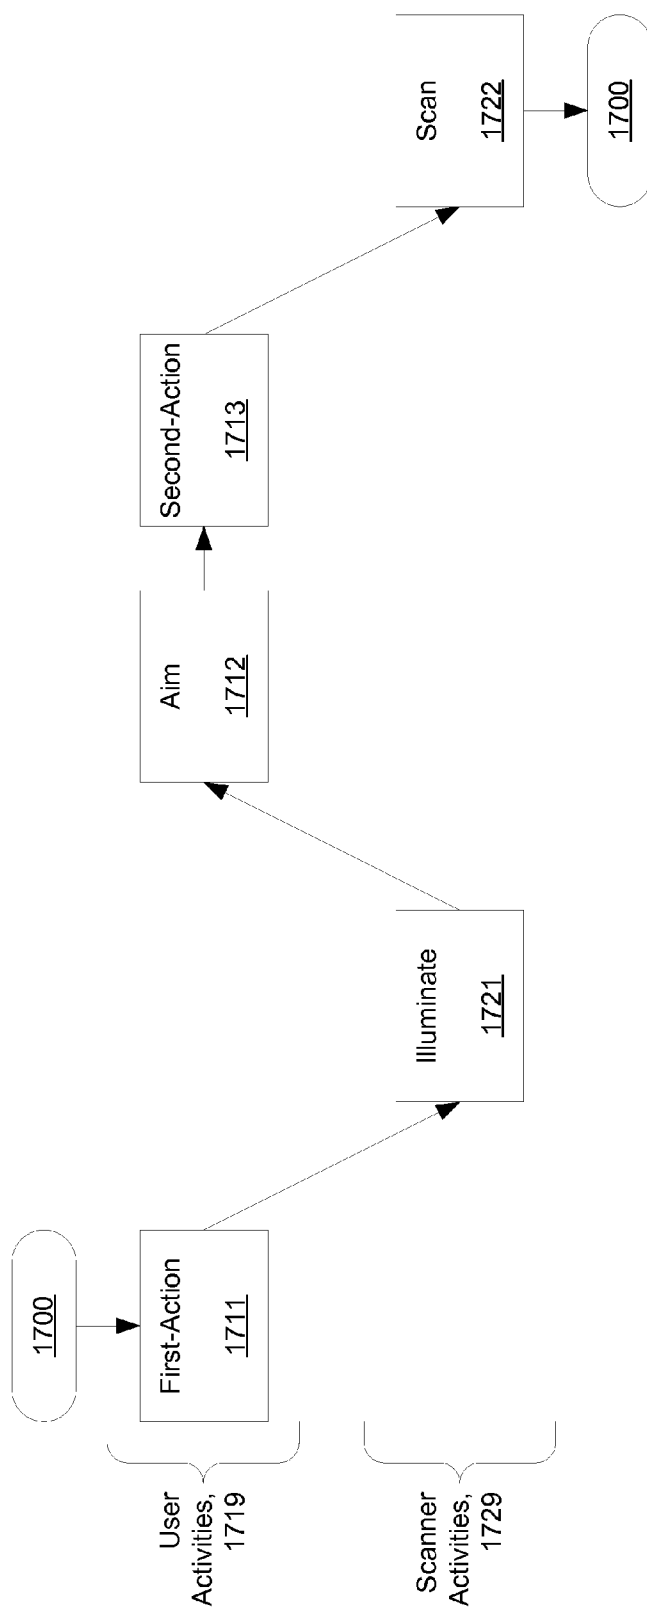 1700
First-Action
1711
Illuminate
1721
Aim
1712
Second-Action
1713
Scan
1722
1700
User
Activities,
1719
Scanner
Activities,
1729